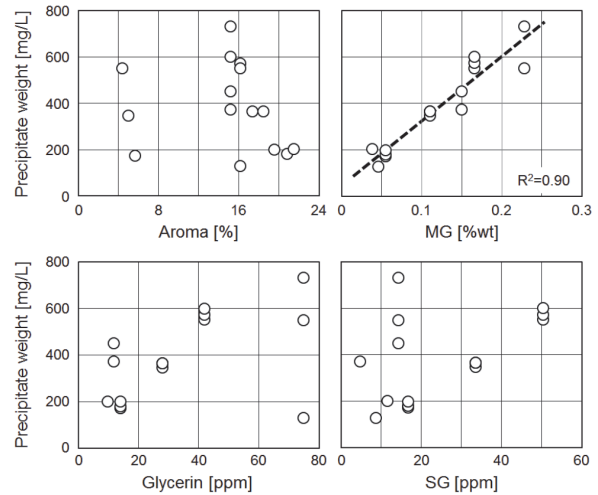 Precipitate weight [mg/L]
800
600
400
200
0
0 8 16 24
Aroma [%]
R²=0.90
0 0.1 0.2 0.3
MG [%wt]
Precipitate weight [mg/L]
800
600
400
200
0
0 20 40 60 80
Glycerin [ppm]
0 20 40 60
SG [ppm]